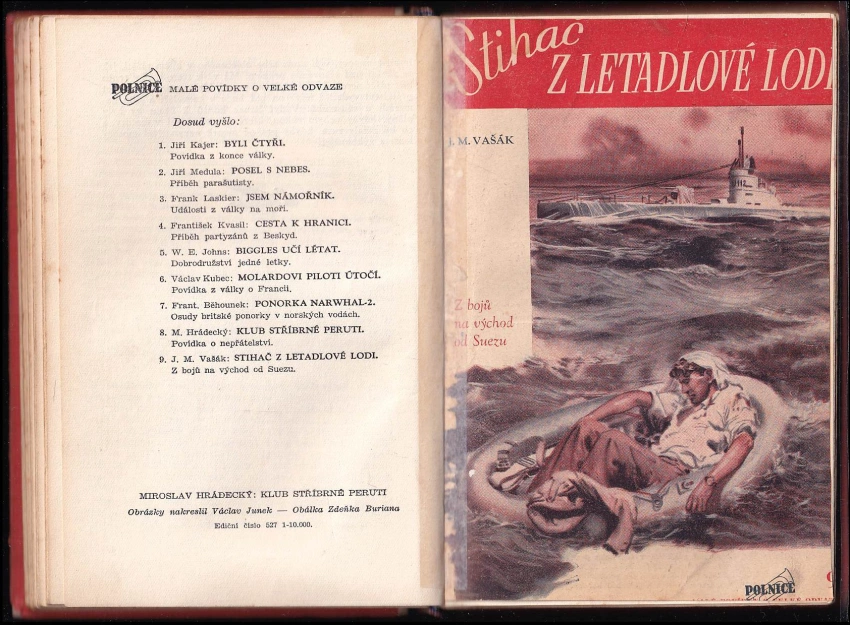 POLNICE MALÉ POVÍDKY O VELKÉ ODVAZE
Dosud vyšlo:
1. Jiří Kajer: BYLI ČTYŘI.
Povídka z konce války.
2. Jiří Medula: POSEL S NEBES.
Příběh parašutisty.
3. Frank Laskier: JSEM NÁMOŘNÍK.
Události z války na moři.
4. František Kvasil: CESTA K HRANICI.
Příběh partyzánů z Beskyd.
5. W. E. Johns: BIGGLES UČÍ LÉTAT.
Dobrodružství jedné letky.
6. Václav Kubec: MOLARDOVI PILOTI ÚTOČÍ.
Povídka z války o Francii.
7. Frant. Běhounek: PONORKA NARWHAL-2.
Osudy britské ponorky v norských vodách.
8. M. Hrádecký: KLUB STŘÍBRNÉ PERUTI.
Povídka o nepřátelství.
9. J. M. Vašák: STIHAČ Z LETADLOVÉ LODI.
Z bojů na východ od Suezu.
MIROSLAV HRÁDECKÝ: KLUB STŘÍBRNÉ PERUTI
Obrázky nakreslil Václav Junek — Obálka Zdeňka Buriana
Ediční číslo 527 1-10.000.
Stihač
Z LETADLOVÉ LODI
J. M. VAŠÁK
Z bojů
na východ
od Suezu
POLNICE